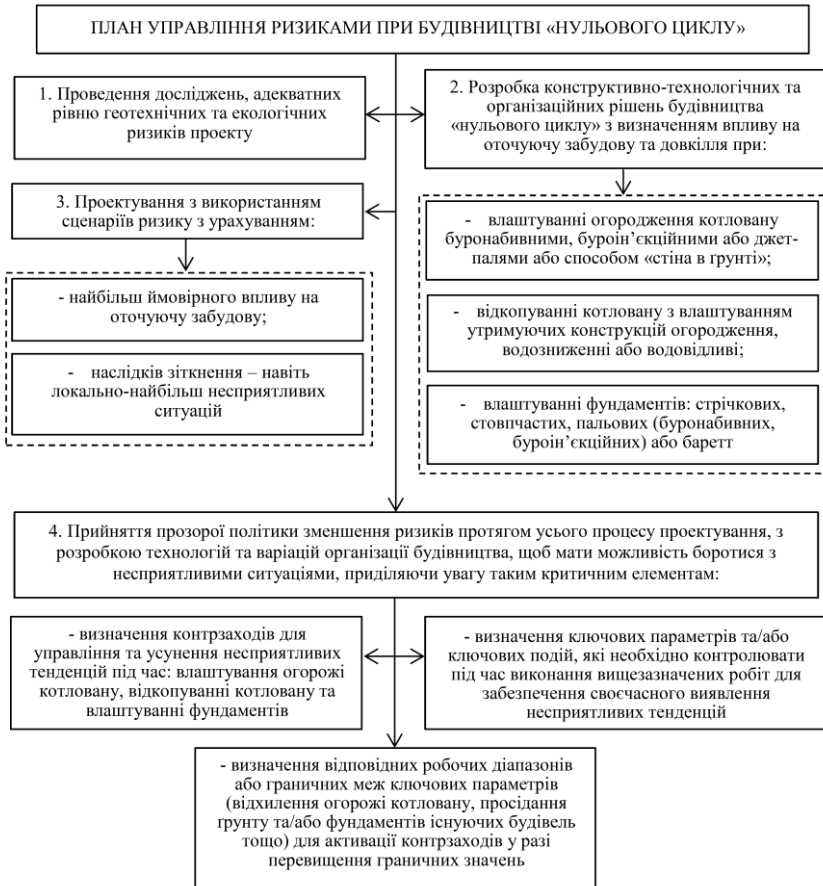 ПЛАН УПРАВЛІННЯ РИЗИКАМИ ПРИ БУДІВНИЦТВІ «НУЛЬОВОГО ЦИКЛУ»
1. Проведення досліджень, адекватних
рівню геотехнічних та екологічних
ризиків проекту
2. Розробка конструктивно-технологічних та
організаційних рішень будівництва
«нульового циклу» з визначенням впливу на
оточуючу забудову та довкілля при:
3. Проектування з використанням
сценаріїв ризику з урахуванням:
- найбільш ймовірного впливу на
оточуючу забудову;
- наслідків зіткнення – навіть
локально-найбільш несприятливих
ситуацій
- влаштуванні огородження котловану
буронабивними, буроін’єкційними або джет-
палями або способом «стіна в ґрунті»;
- відкопуванні котловану з влаштуванням
утримуючих конструкцій огородження,
водозниженні або водовідливі;
- влаштуванні фундаментів: стрічкових,
стовпчастих, пальових (буронабивних,
буроін’єкційних) або баретт
4. Прийняття прозорої політики зменшення ризиків протягом усього процесу проектування, з
розробкою технологій та варіацій організації будівництва, щоб мати можливість боротися з
несприятливими ситуаціями, приділяючи увагу таким критичним елементам:
- визначення контрзаходів для
управління та усунення несприятливих
тенденцій під час: влаштування огорожі
котловану, відкопуванні котловану та
влаштуванні фундаментів
- визначення ключових параметрів та/або
ключових подій, які необхідно контролювати
під час виконання вищезазначених робіт для
забезпечення своєчасного виявлення
несприятливих тенденцій
- визначення відповідних робочих діапазонів
або граничних меж ключових параметрів
(відхилення огорожі котловану, просідання
ґрунту та/або фундаментів існуючих будівель
тощо) для активації контрзаходів у разі
перевищення граничних значень